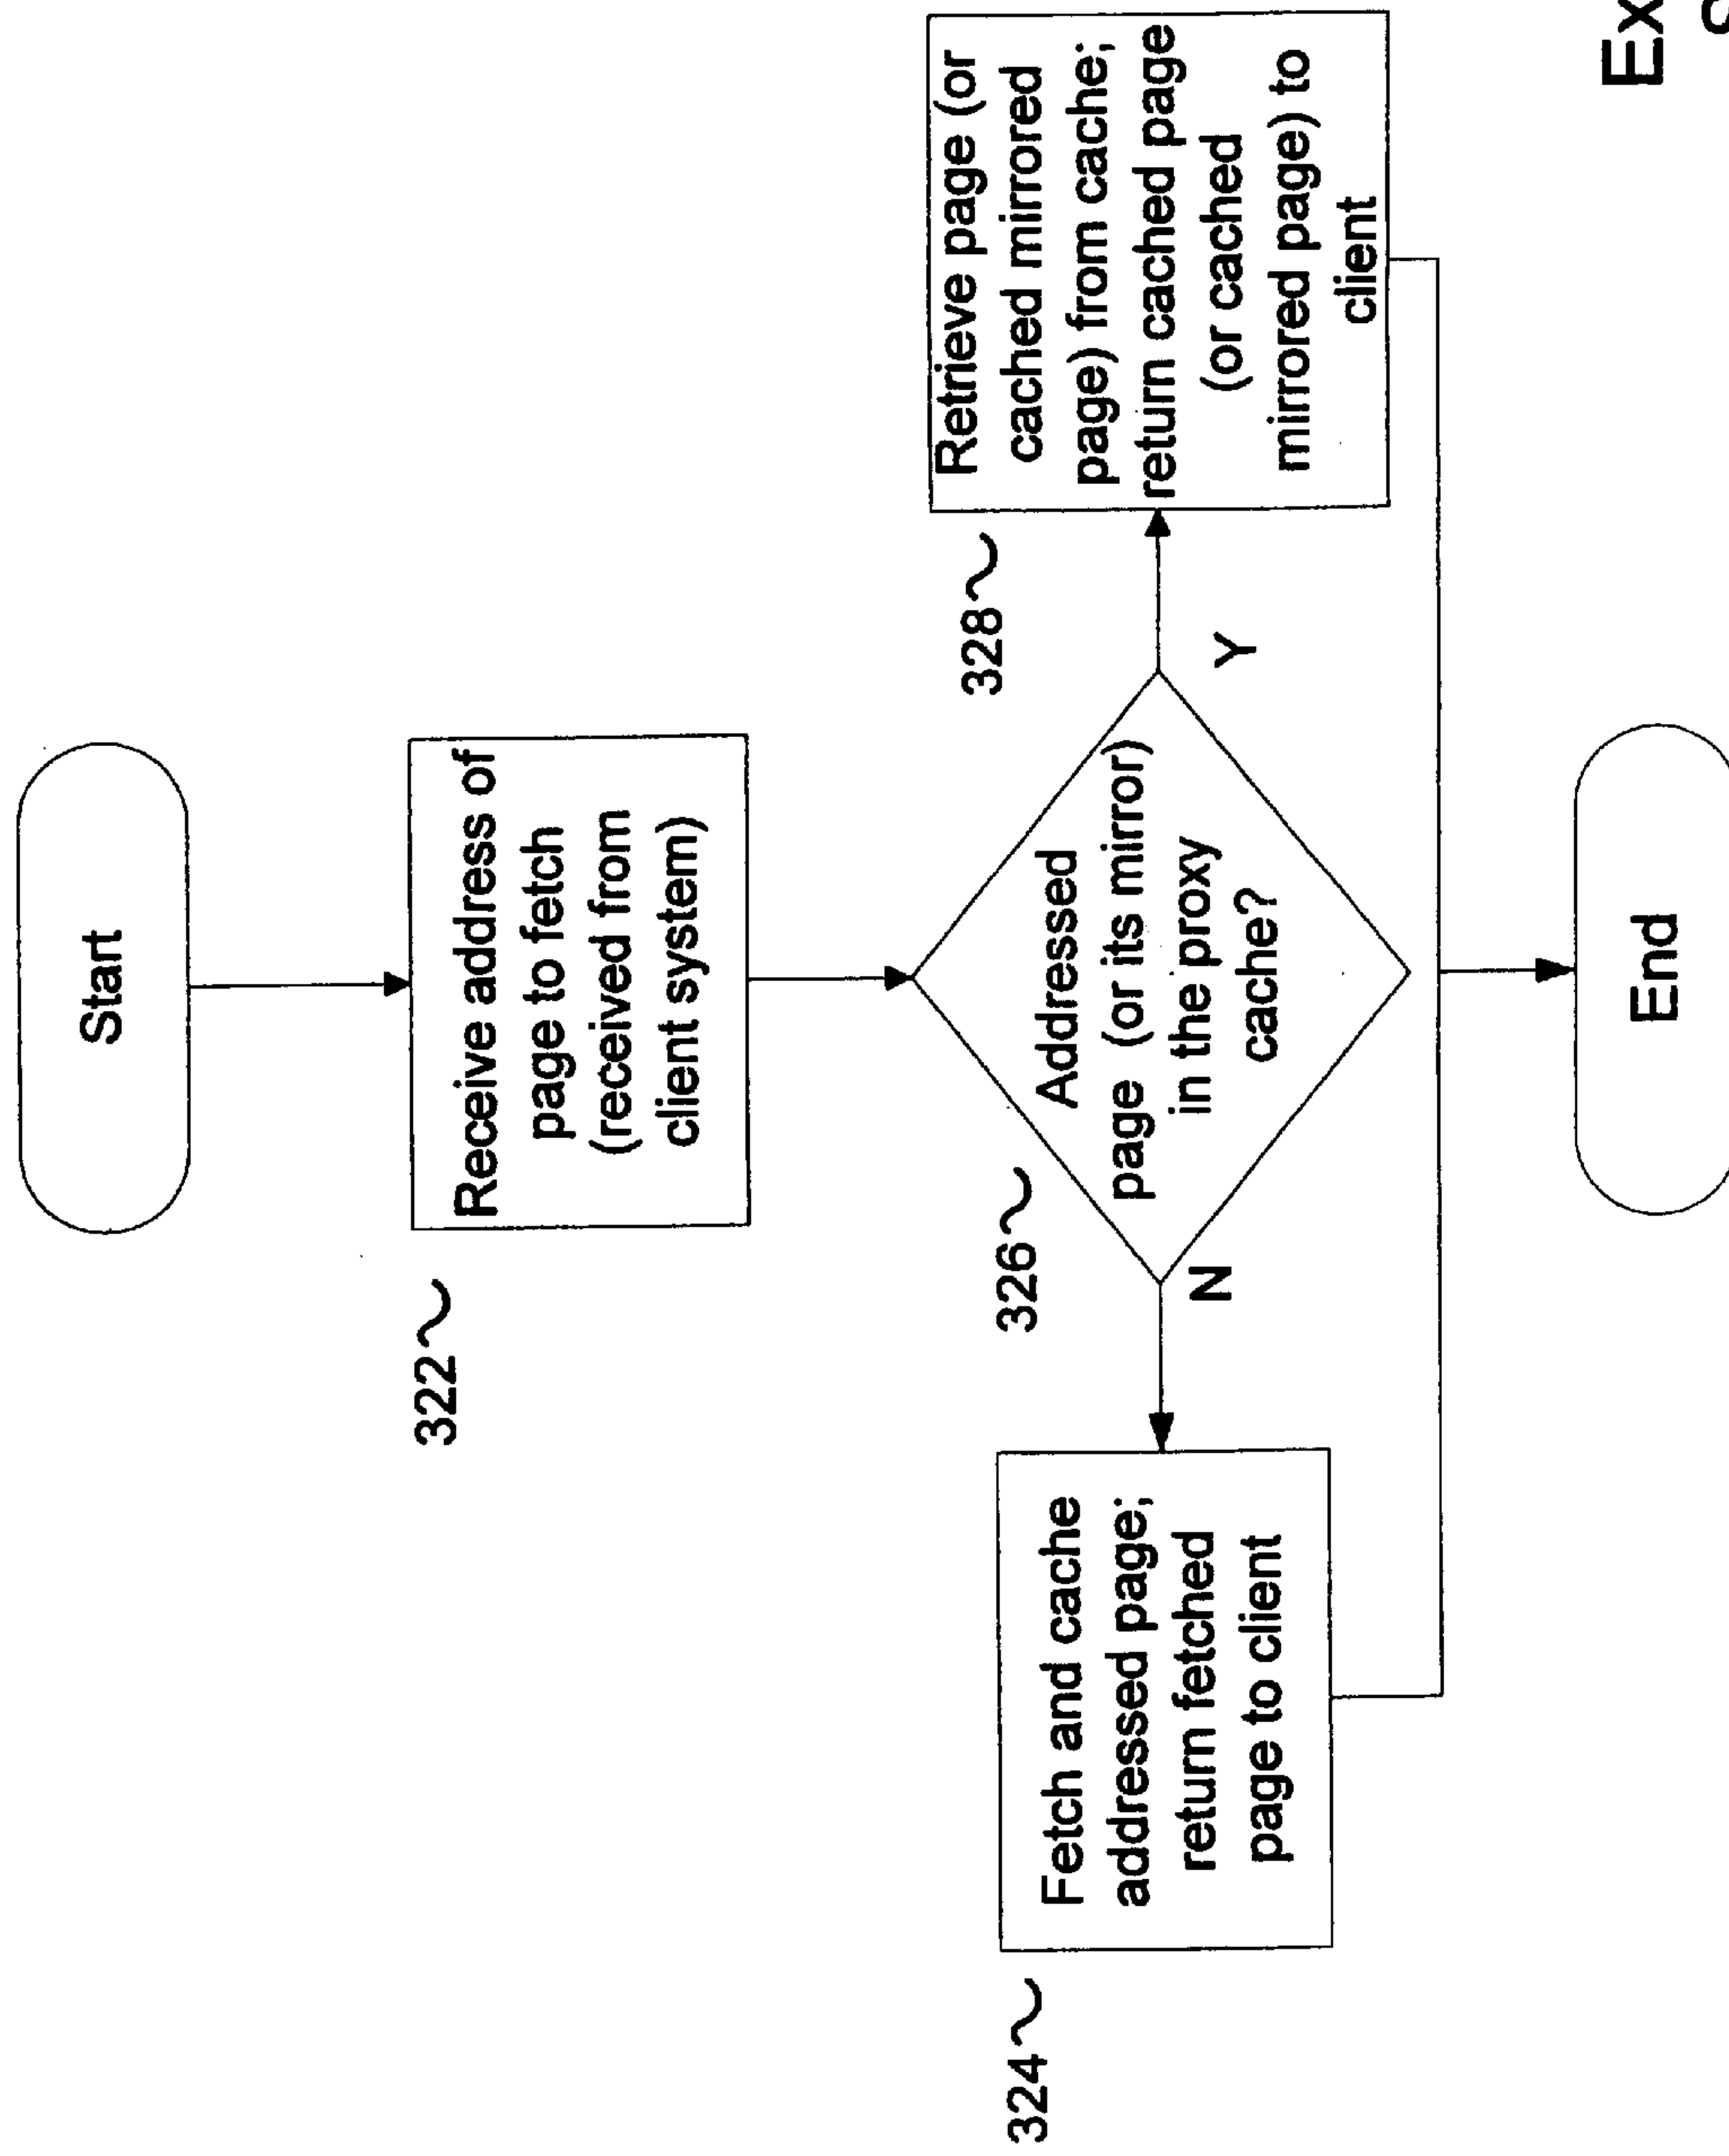 Start
322
Receive address of
page to fetch
(received from
client system)
326
Addressed
page (or its mirror)
in the proxy
cache?
N
Y
324
Fetch and cache
addressed page;
return fetched
page to client
328
Retrieve page (or
cached mirrored
page) from cache;
return cached page
(or cached
mirrored page) to
client
End
Ex